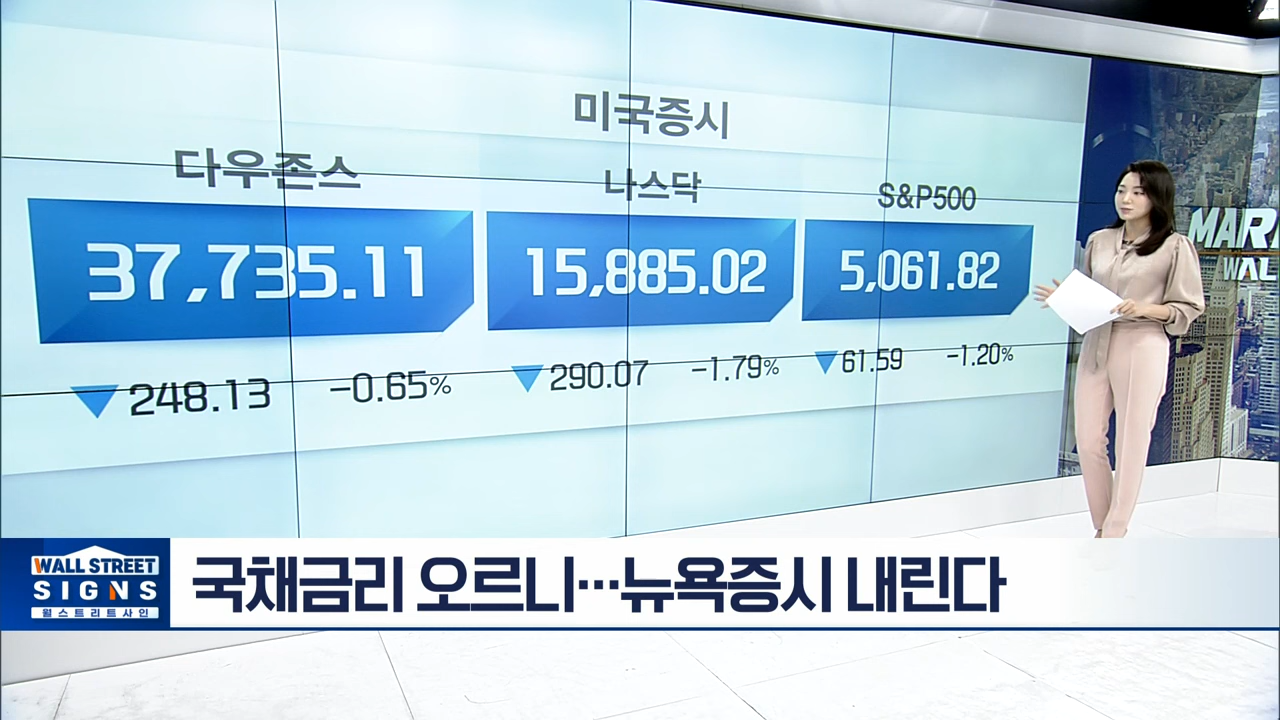 미국증시
다우존스
나스닥
S&P500
37,735.11
15,885.02
5,061.82
▼248.13 -0.65%
▼290.07 -1.79%
▼61.59 -1.20%
MAR
WAL
WALL STREET
SIGNS
월스트리트사인
국채금리 오르니…뉴욕증시 내린다